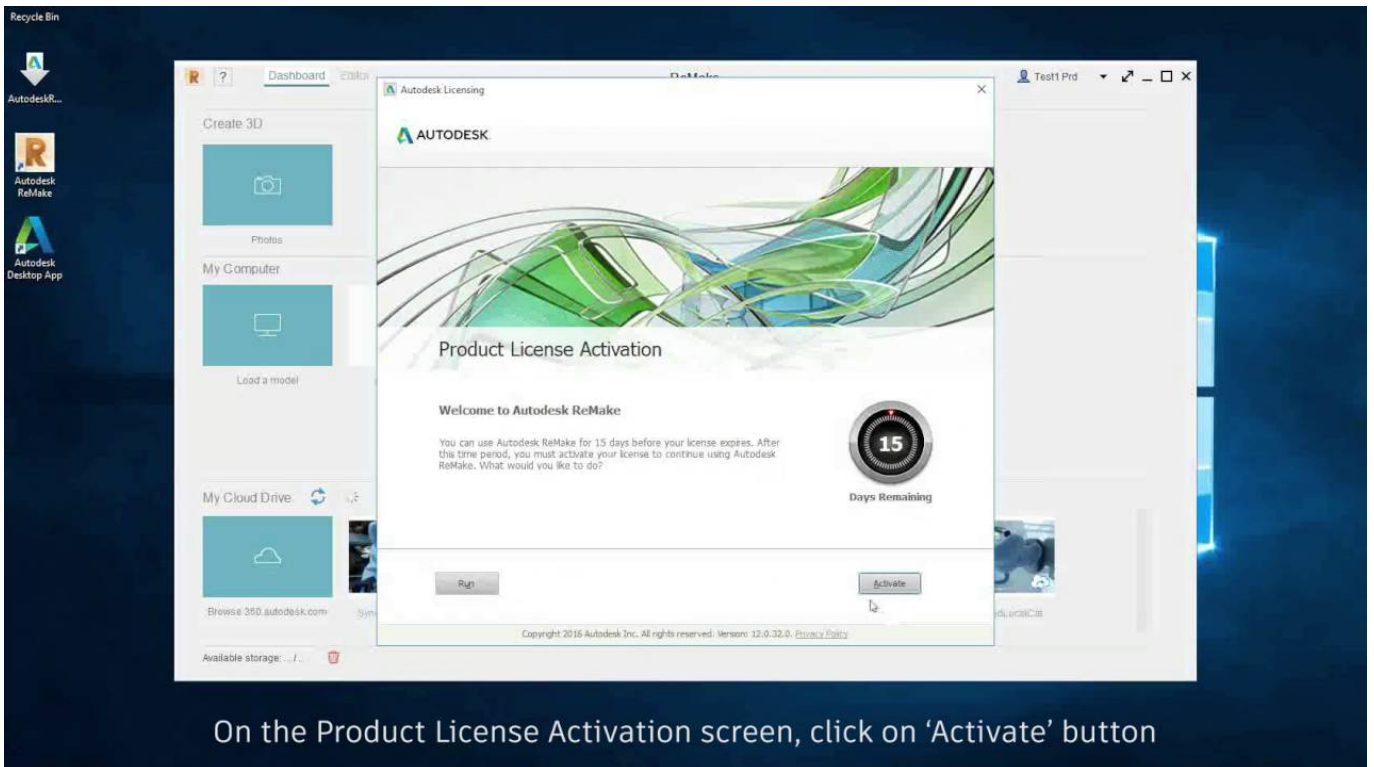 Recycle Bin
AutodeskR...
Autodesk
ReMake
Autodesk
Desktop App
R ? Dashboard Editor
ReMake
Test1 Prd
Create 3D
Photos
My Computer
Load a model
My Cloud Drive
Browse 360.autodesk.com
Available storage: .../..
Autodesk Licensing
AUTODESK
Product License Activation
Welcome to Autodesk ReMake
You can use Autodesk ReMake for 15 days before your license expires. After
this time period, you must activate your license to continue using Autodesk
ReMake. What would you like to do?
15
Days Remaining
Run
Activate
Copyright 2016 Autodesk Inc. All rights reserved. Version: 12.0.32.0. Privacy Policy
On the Product License Activation screen, click on ‘Activate’ button